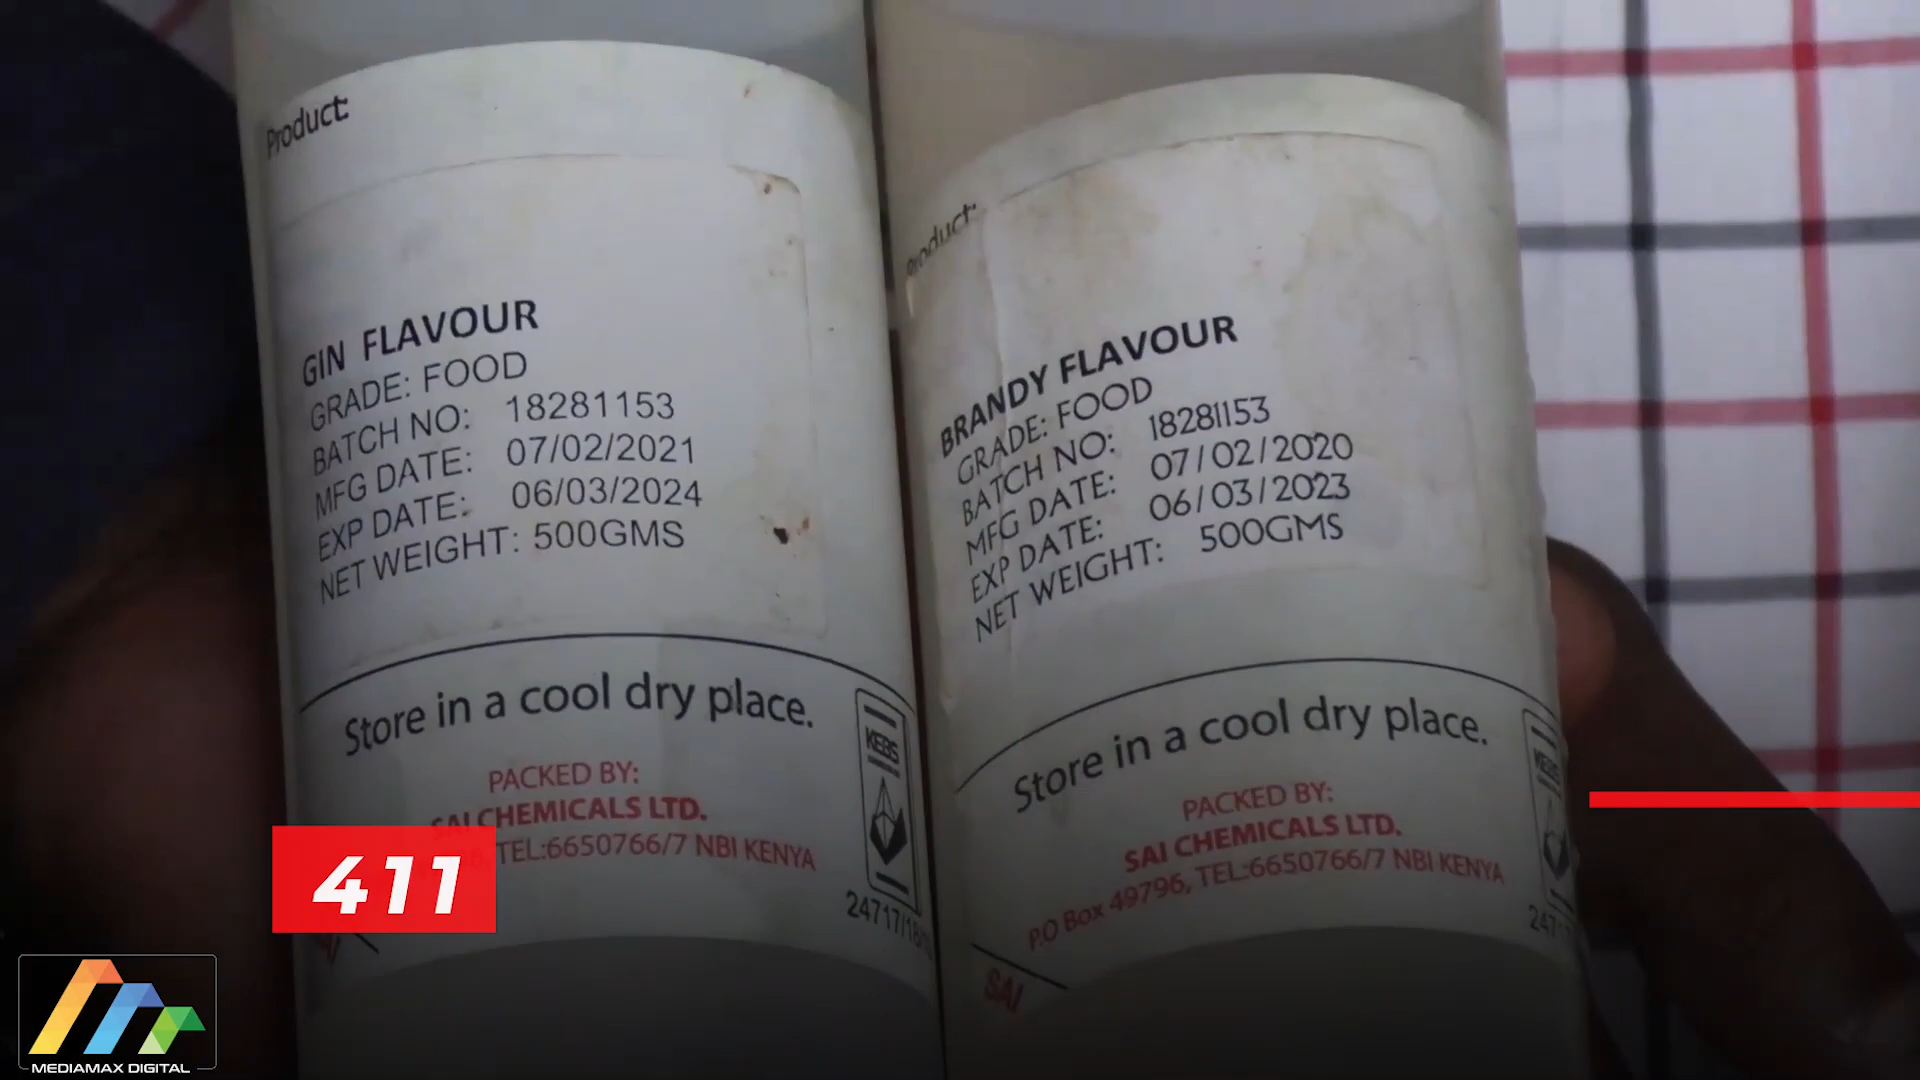 Product:
GIN FLAVOUR
GRADE: FOOD
BATCH NO: 18281153
MFG DATE: 07/02/2021
EXP DATE: 06/03/2024
NET WEIGHT: 500GMS
Store in a cool dry place.
PACKED BY:
SAI CHEMICALS LTD.
TEL:6650766/7 NBI KENYA
KEBS
Product:
BRANDY FLAVOUR
GRADE: FOOD
BATCH NO: 18281153
MFG DATE: 07/02/2020
EXP DATE: 06/03/2023
NET WEIGHT: 500GMS
Store in a cool dry place.
PACKED BY:
SAI CHEMICALS LTD.
P.O Box 49796, TEL:6650766/7 NBI KENYA
KEBS
SAI
411
MEDIAMAX DIGITAL